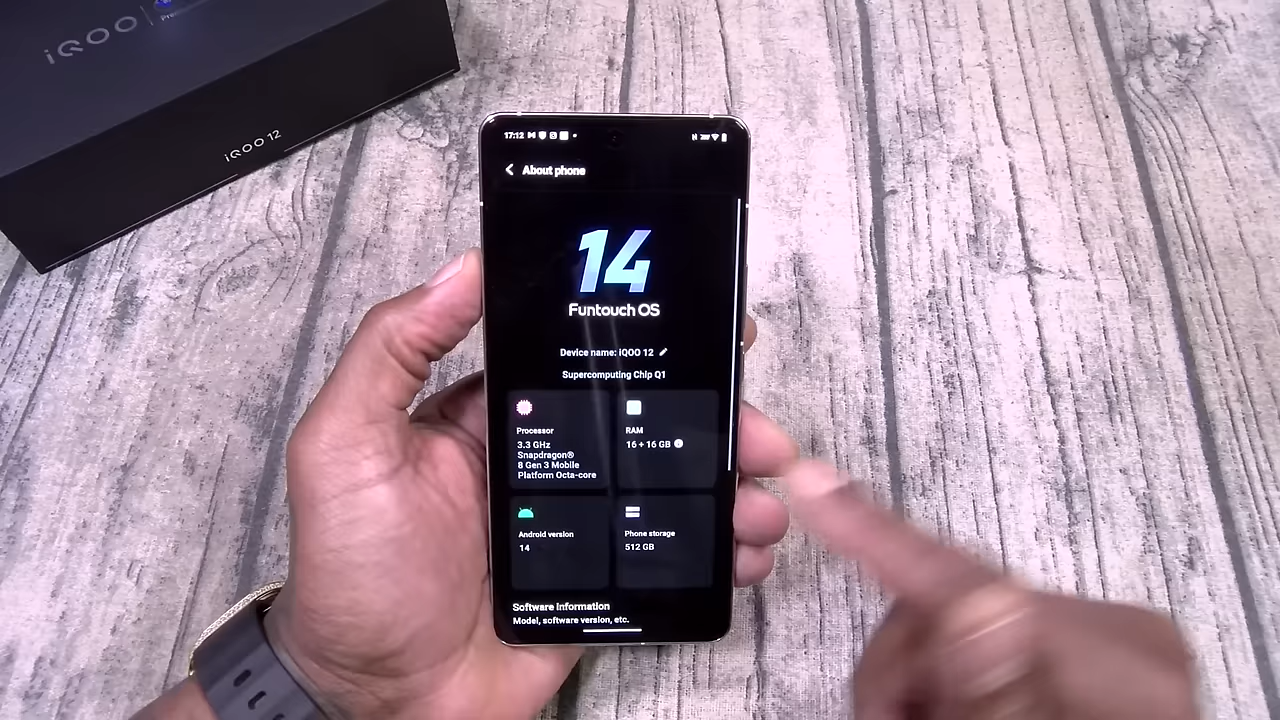 iQOO
iQOO 12
17:12
About phone
14
Funtouch OS
Device name: iQOO 12
Supercomputing Chip Q1
Processor
3.3 GHz
Snapdragon®
8 Gen 3 Mobile
Platform Octa-core
RAM
16 + 16 GB
Android version
14
Phone storage
512 GB
Software information
Model, software version, etc.